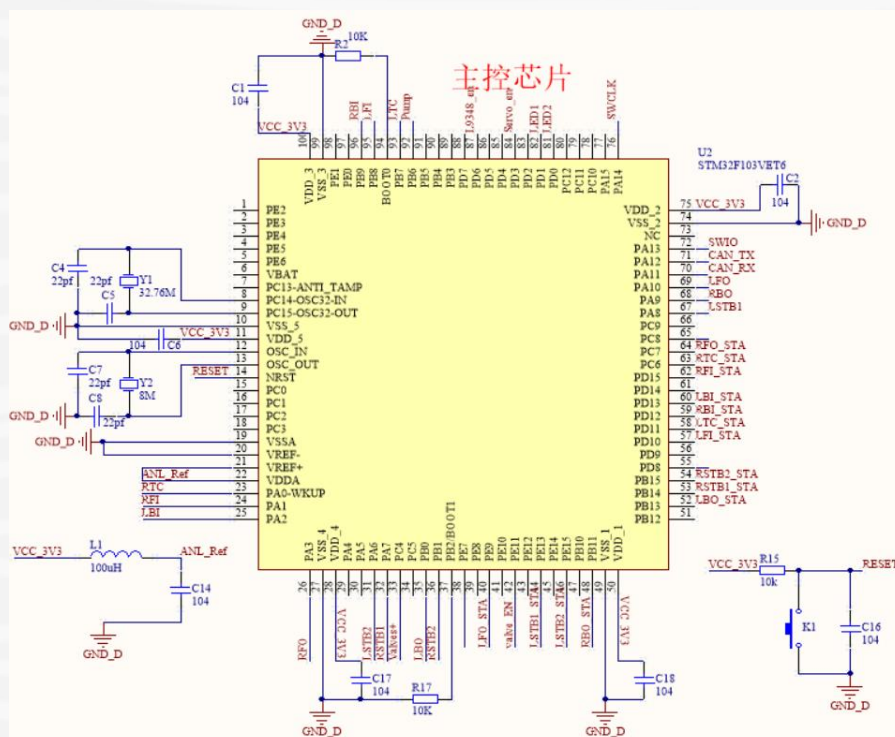 GND_D
10K
R2
主控芯片
C1
104
VCC_3V3
RBI
LFI
LTC
Pump
L9348_en
Servo_en
LED1
LED2
SWCLK
100
99
98
97
96
95
94
93
92
91
90
89
88
87
86
85
84
83
82
81
80
79
78
77
76
VDD_3
VSS_3
PE1
PE0
PB9
PB8
BOOT0
PB7
PB6
PB5
PB4
PB3
PD7
PD6
PD5
PD4
PD3
PD2
PD1
PD0
PC12
PC11
PC10
PA15
PA14
U2
STM32F103VET6
C2
104
GND_D
1 PE2
2 PE3
3 PE4
4 PE5
5 PE6
6 VBAT
7 PC13-ANTI_TAMP
8 PC14-OSC32-IN
9 PC15-OSC32-OUT
10 VSS_5
11 VDD_5
12 OSC_IN
13 OSC_OUT
14 NRST
15 PC0
16 PC1
17 PC2
18 PC3
19 VSSA
20 VREF-
21 VREF+
22 VDDA
23 PA0-WKUP
24 PA1
25 PA2
C4
22pf
22pf
Y1
32.76M
C5
GND_D
VCC_3V3
104
C6
C7
22pf
Y2
8M
RESET
C8
22pf
GND_D
GND_D
ANL_Ref
RTC
RFI
LBI
VDD_2 75 VCC_3V3
VSS_2 74
NC 73
PA13 72 SWIO
PA12 71 CAN_TX
PA11 70 CAN_RX
PA10 69 LFO
PA9 68 RBO
PA8 67 LSTB1
PC9 66
PC8 65
PC7 64 RFO_STA
PC6 63 RTC_STA
PD15 62 RFI_STA
PD14 61
PD13 60 LBI_STA
PD12 59 RBI_STA
PD11 58 LTC_STA
PD10 57 LFI_STA
PD9 56
PD8 55
PB15 54 RSTB2_STA
PB14 53 RSTB1_STA
PB13 52 LBO_STA
PB12 51
PA3
VSS_4
VDD_4
PA4
PA5
PA6
PA7
PC4
PC5
PB0
PB1
PB2/BOOT1
PE7
PE8
PE9
PE10
PE11
PE12
PE13
PE14
PE15
PB10
PB11
VSS_1
VDD_1
26
27
28
29
30
31
32
33
34
35
36
37
38
39
40
41
42
43
44
45
46
47
48
49
50
RFO
VCC_3V3
LSTB2
RSTB1
Valves+
LBO
RSTB2
LFO_STA
valve_EN
LSTB1_STA
LSTB2_STA
RBO_STA
VCC_3V3
VCC_3V3
L1
100uH
ANL_Ref
C14
104
GND_D
C17
104
R17
10K
GND_D
C18
104
GND_D
VCC_3V3
R15
10k
RESET
K1
C16
104
GND_D